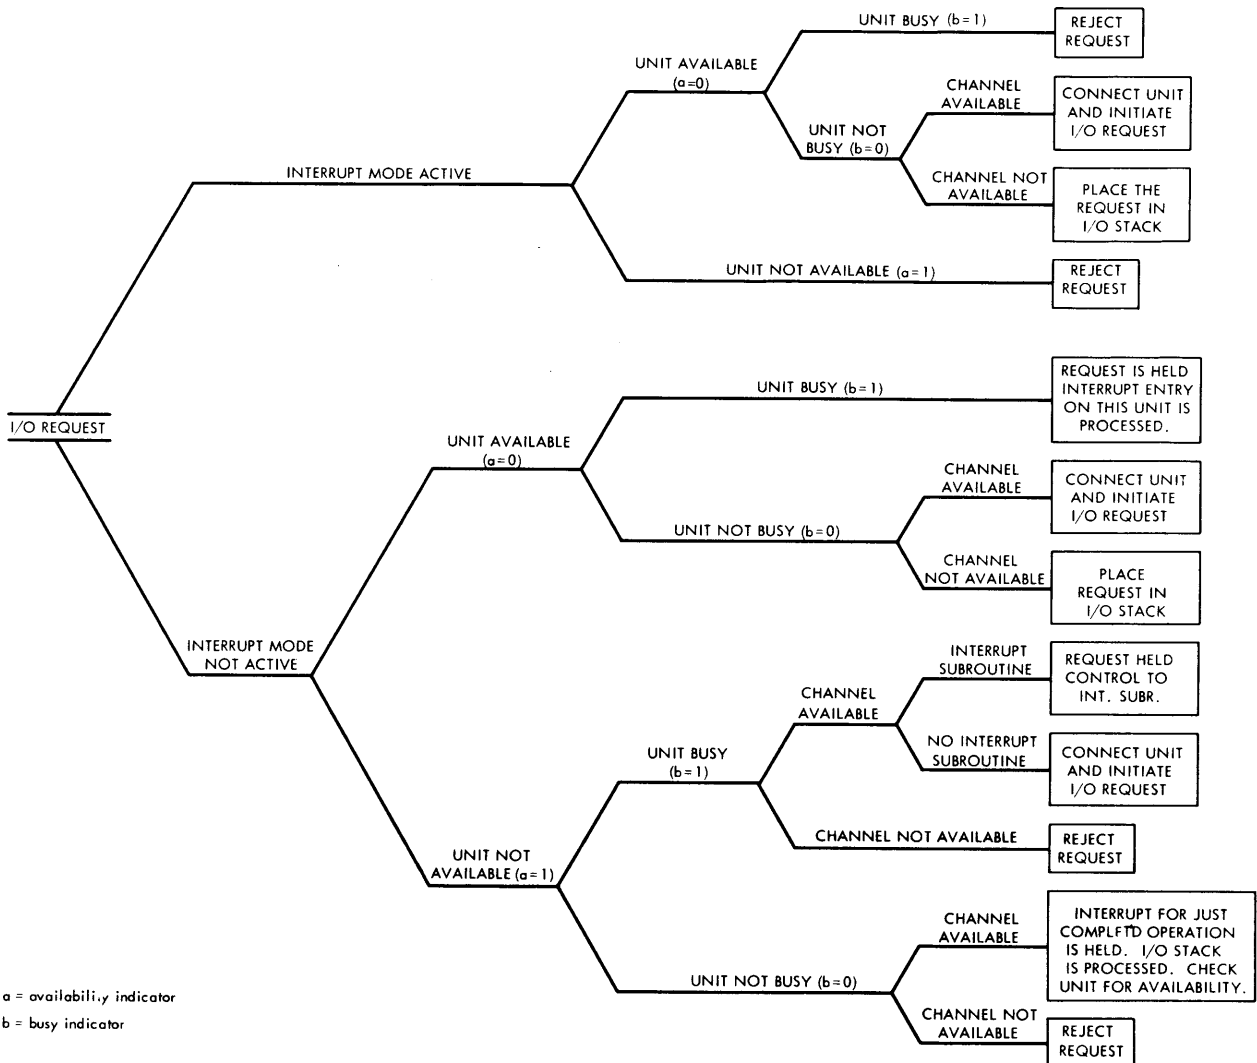 UNIT BUSY (b=1)
REJECT
REQUEST
UNIT AVAILABLE
(a=0)
CHANNEL
AVAILABLE
CONNECT UNIT
AND INITIATE
I/O REQUEST
UNIT NOT
BUSY (b=0)
CHANNEL NOT
AVAILABLE
PLACE THE
REQUEST IN
I/O STACK
INTERRUPT MODE ACTIVE
UNIT NOT AVAILABLE (a=1)
REJECT
REQUEST
I/O REQUEST
UNIT BUSY (b=1)
REQUEST IS HELD
INTERRUPT ENTRY
ON THIS UNIT IS
PROCESSED.
UNIT AVAILABLE
(a=0)
CHANNEL
AVAILABLE
CONNECT UNIT
AND INITIATE
I/O REQUEST
UNIT NOT BUSY (b=0)
CHANNEL
NOT AVAILABLE
PLACE
REQUEST IN
I/O STACK
INTERRUPT MODE
NOT ACTIVE
INTERRUPT
SUBROUTINE
REQUEST HELD
CONTROL TO
INT. SUBR.
CHANNEL
AVAILABLE
NO INTERRUPT
SUBROUTINE
CONNECT UNIT
AND INITIATE
I/O REQUEST
UNIT BUSY
(b=1)
CHANNEL NOT AVAILABLE
REJECT
REQUEST
UNIT NOT
AVAILABLE (a=1)
CHANNEL
AVAILABLE
INTERRUPT FOR JUST
COMPLETD OPERATION
IS HELD. I/O STACK
IS PROCESSED. CHECK
UNIT FOR AVAILABILITY.
UNIT NOT BUSY (b=0)
CHANNEL NOT
AVAILABLE
REJECT
REQUEST
a = availability indicator
b = busy indicator